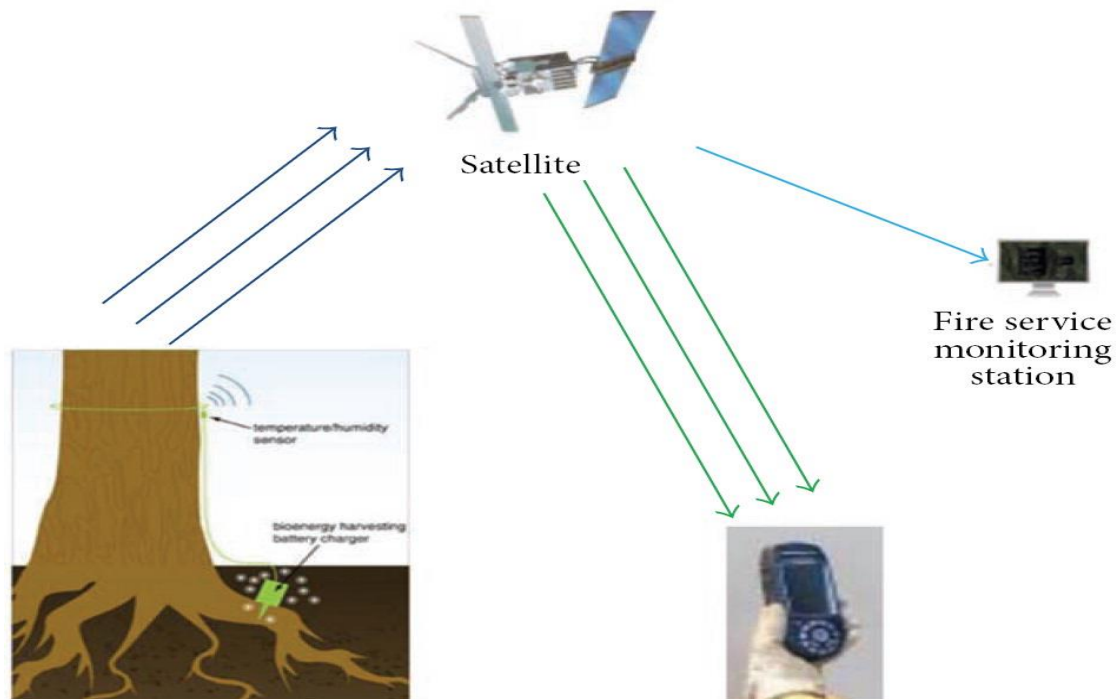 Satellite
Fire service
monitoring
station
temperature/humidity
sensor
bioenergy harvesting
battery charger